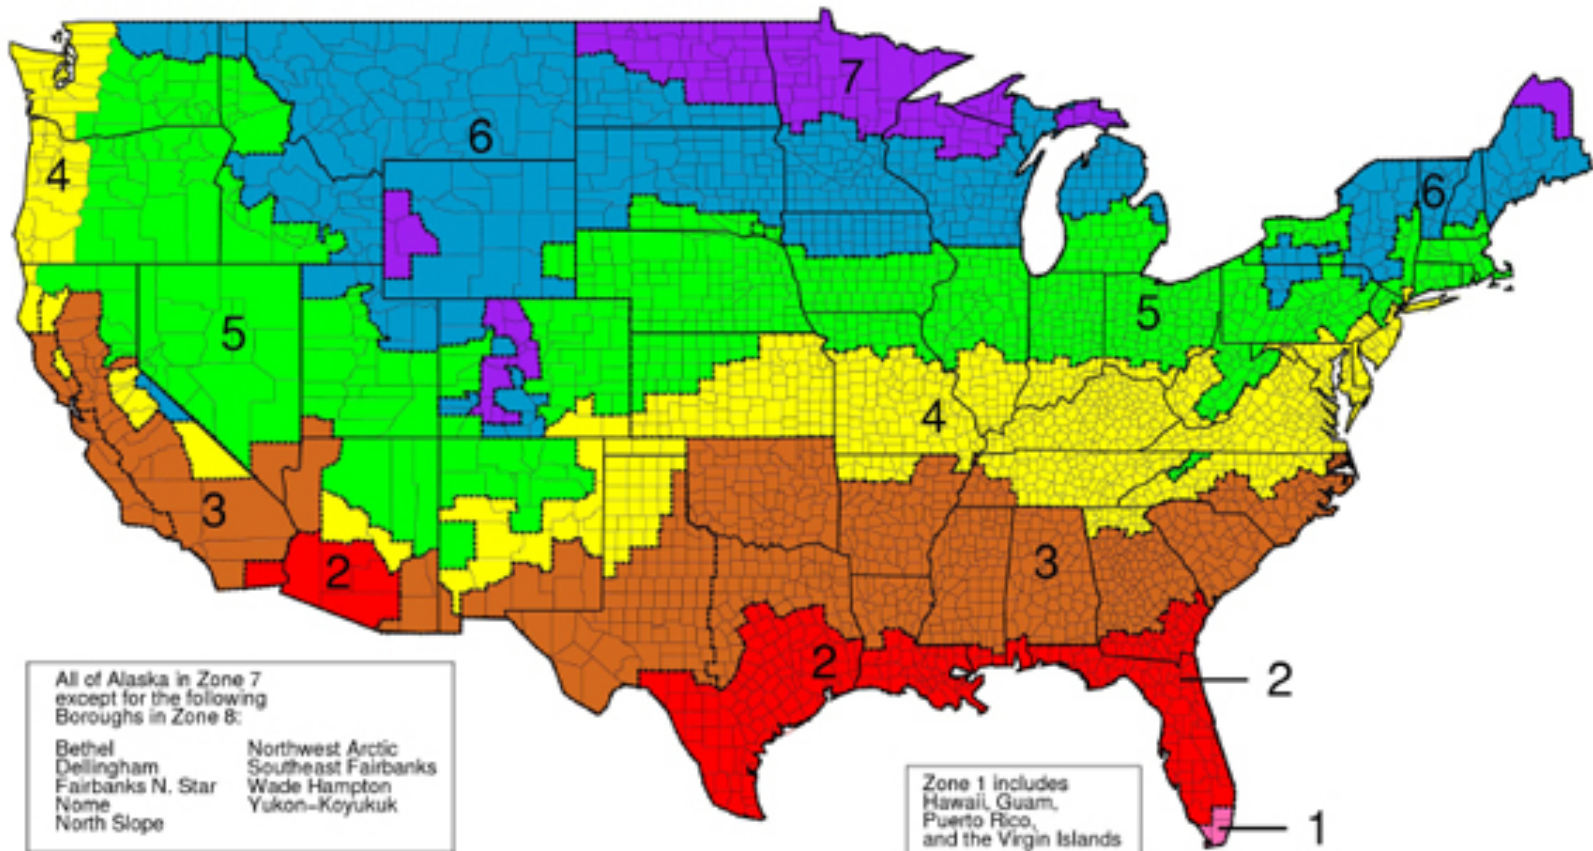 7
6
4
6
5
5
4
3
2
3
2
2
1
All of Alaska in Zone 7
except for the following
Boroughs in Zone 8:
Bethel Northwest Arctic
Dellingham Southeast Fairbanks
Fairbanks N. Star Wade Hampton
Nome Yukon-Koyukuk
North Slope
Zone 1 includes
Hawaii, Guam,
Puerto Rico,
and the Virgin Islands